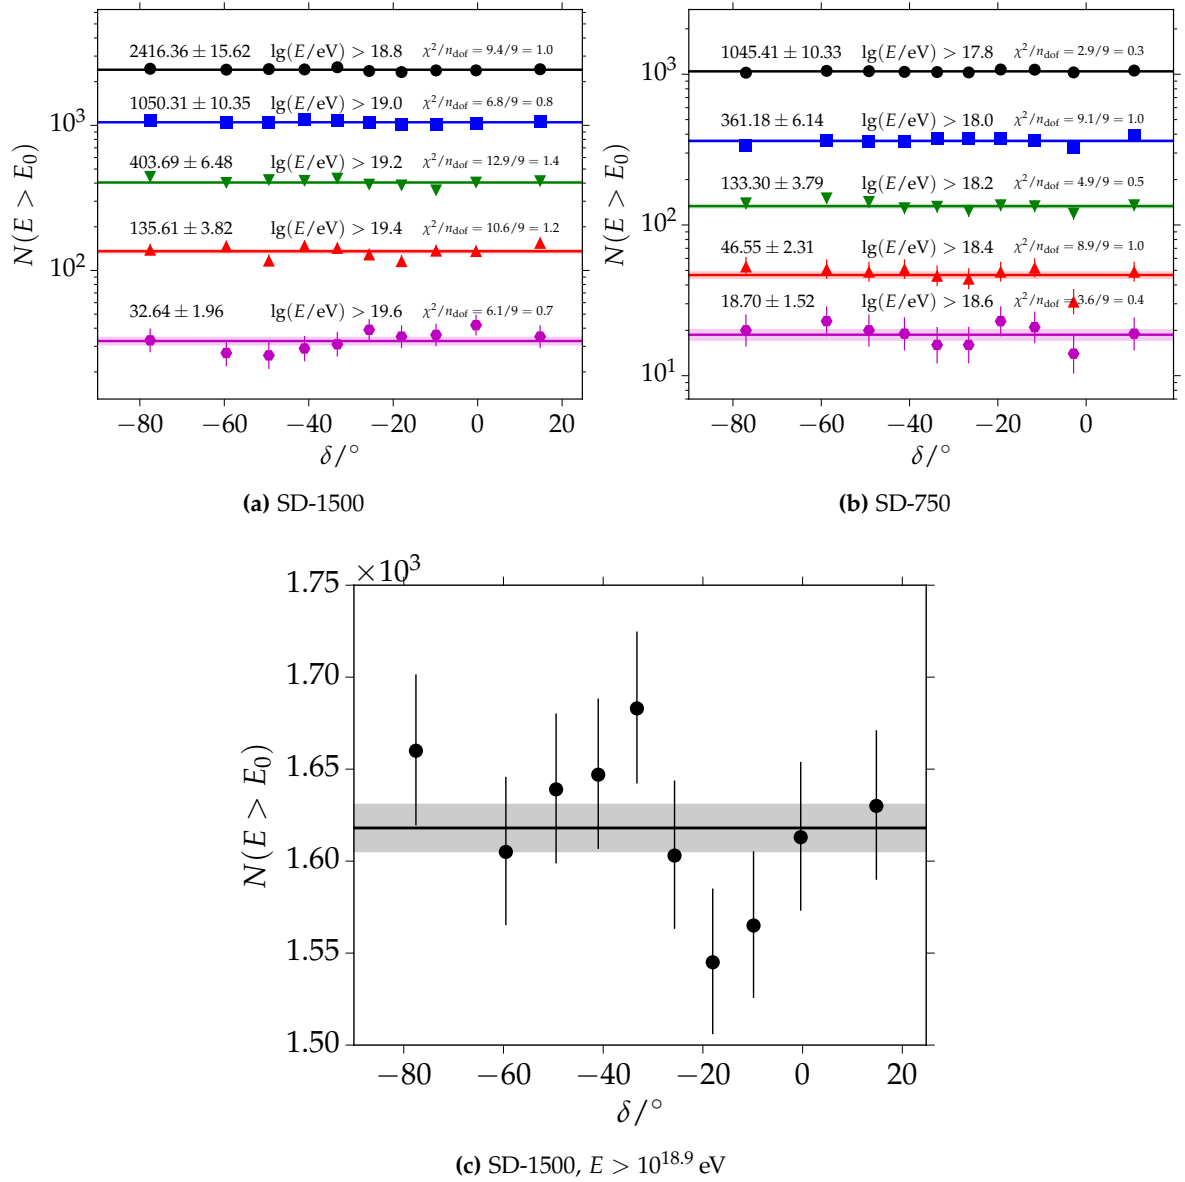 2416.36 ± 15.62 lg(E/eV) > 18.8 χ²/n_dof = 9.4/9 = 1.0
1050.31 ± 10.35 lg(E/eV) > 19.0 χ²/n_dof = 6.8/9 = 0.8
10³
403.69 ± 6.48 lg(E/eV) > 19.2 χ²/n_dof = 12.9/9 = 1.4
135.61 ± 3.82 lg(E/eV) > 19.4 χ²/n_dof = 10.6/9 = 1.2
10²
32.64 ± 1.96 lg(E/eV) > 19.6 χ²/n_dof = 6.1/9 = 0.7
N(E > E₀)
−80 −60 −40 −20 0 20
δ/°
(a) SD-1500
1045.41 ± 10.33 lg(E/eV) > 17.8 χ²/n_dof = 2.9/9 = 0.3
10³
361.18 ± 6.14 lg(E/eV) > 18.0 χ²/n_dof = 9.1/9 = 1.0
133.30 ± 3.79 lg(E/eV) > 18.2 χ²/n_dof = 4.9/9 = 0.5
10²
46.55 ± 2.31 lg(E/eV) > 18.4 χ²/n_dof = 8.9/9 = 1.0
18.70 ± 1.52 lg(E/eV) > 18.6 χ²/n_dof = 3.6/9 = 0.4
10¹
N(E > E₀)
−80 −60 −40 −20 0
δ/°
(b) SD-750
×10³
1.75
1.70
1.65
1.60
1.55
1.50
N(E > E₀)
−80 −60 −40 −20 0 20
δ/°
(c) SD-1500, E > 10¹⁸·⁹ eV